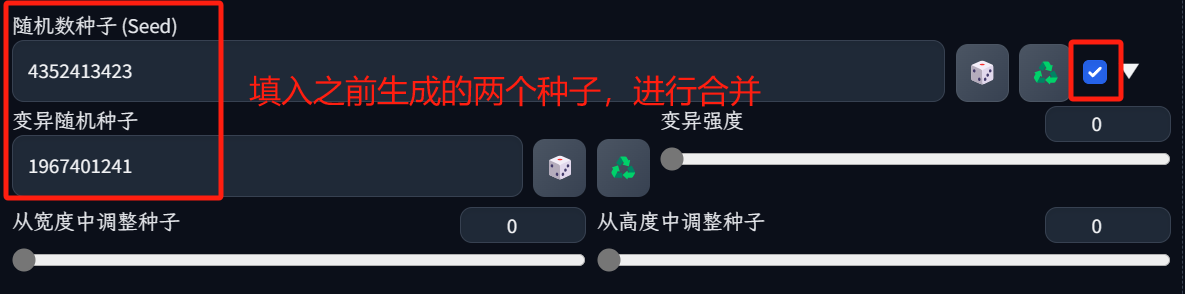 随机数种子 (Seed)
4352413423
填入之前生成的两个种子，进行合并
变异随机种子
变异强度
0
1967401241
从宽度中调整种子
0
从高度中调整种子
0